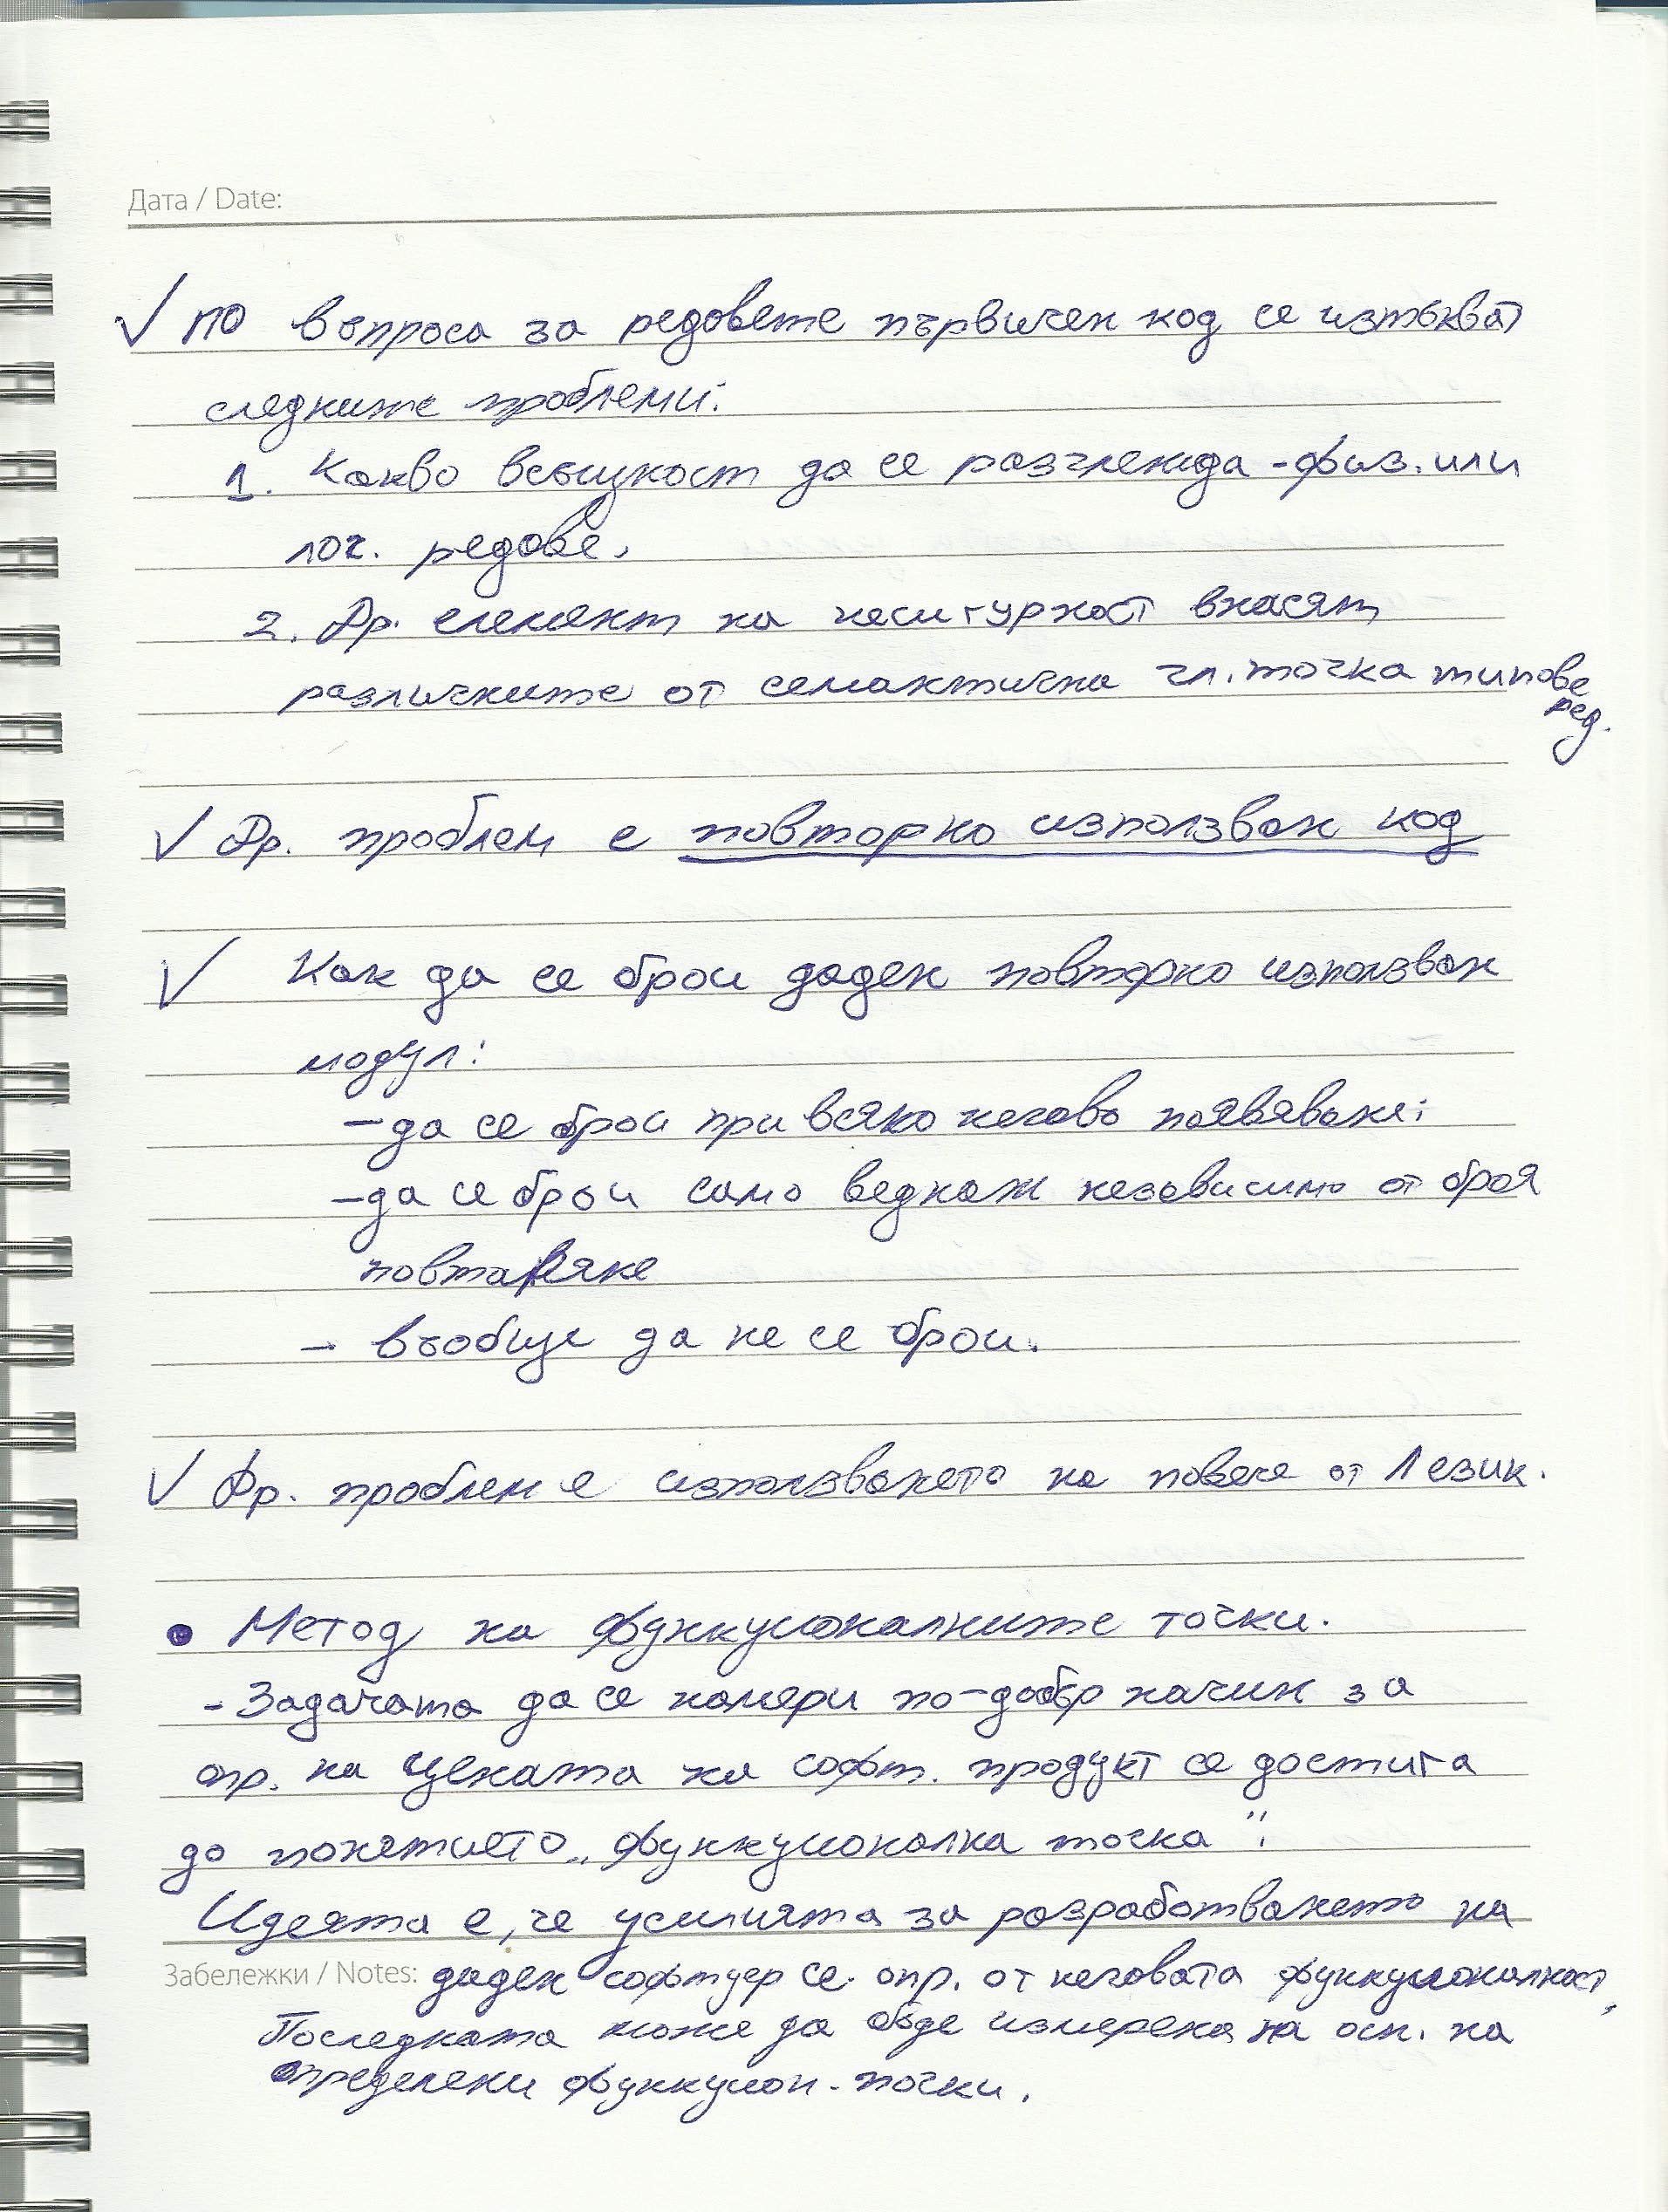 Дата / Date:
✓ ПО въпроса за редовете първичен код се изтъкват
следните проблеми:
1. Какво всъщност да се разглежда - физ. или
лог. редове.
2. Др. елемент на несигурност внасят
различните от семантична гл. точка типове
ред.
✓ Др. проблем е повторно използван код
✓ Как да се брои даден повторно използван
модул:
- да се брои при всяко негово появяване;
- да се брои само веднъж независимо от броя
повтаряне
- въобще да не се брои.
✓ Др. проблем е използването на повече от 1 език.
• Метод на функционалните точки.
- Задачата да се намери по-добър начин за
опр. на цената на софт. продукт се достига
до понятието „функционална точка“.
Идеята е, че усилията за разработването на
Забележки / Notes: даден софтуер се опр. от неговата функционалност,
Последната може да бъде измерена на осн. на
определени функцион. точки.